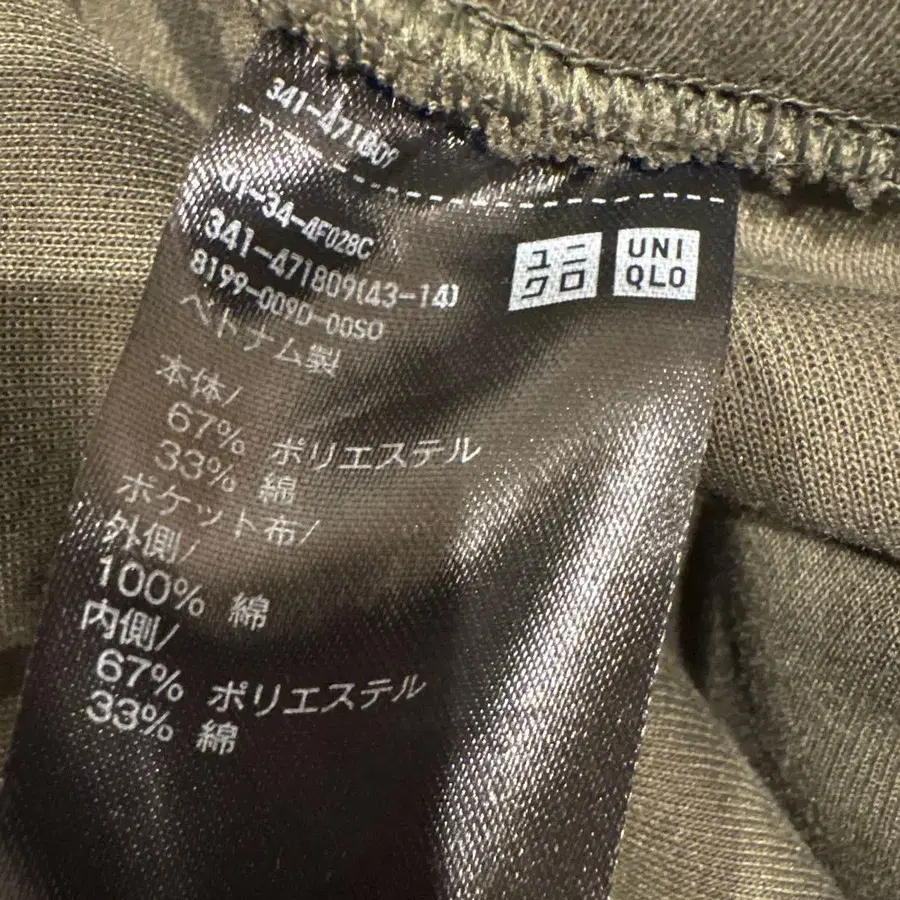 341-471809
01-34-4F028C
341-471809(43-14)
8199-009D-00S0
ベトナム製
本体/
67% ポリエステル
33% 綿
ポケット布/
外側/
100% 綿
内側/
67% ポリエステル
33% 綿
ユニ
クロ
UNI
QLO